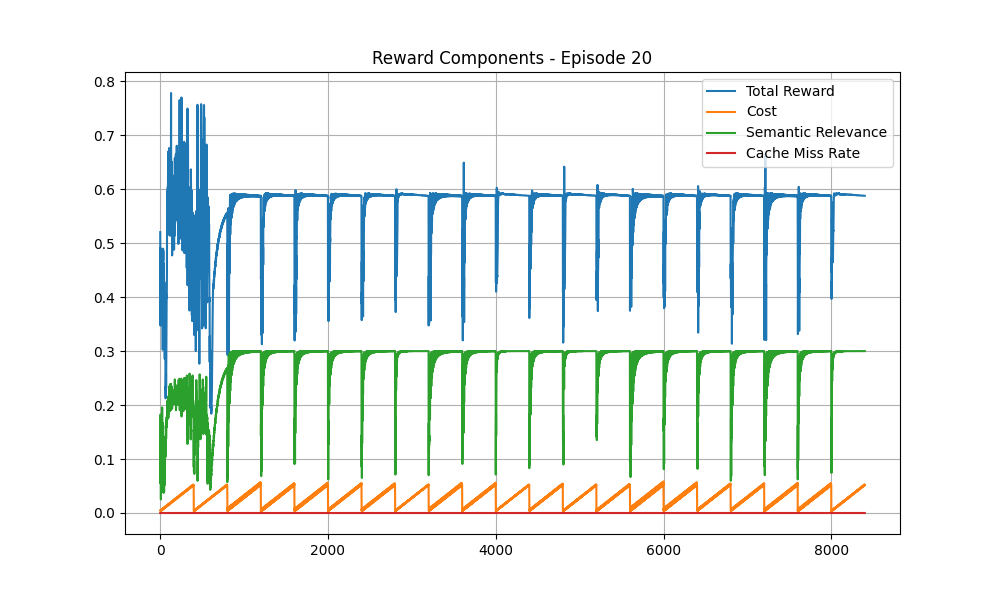 Reward Components - Episode 20
Total Reward
Cost
Semantic Relevance
Cache Miss Rate
0.8
0.7
0.6
0.5
0.4
0.3
0.2
0.1
0.0
0 2000 4000 6000 8000